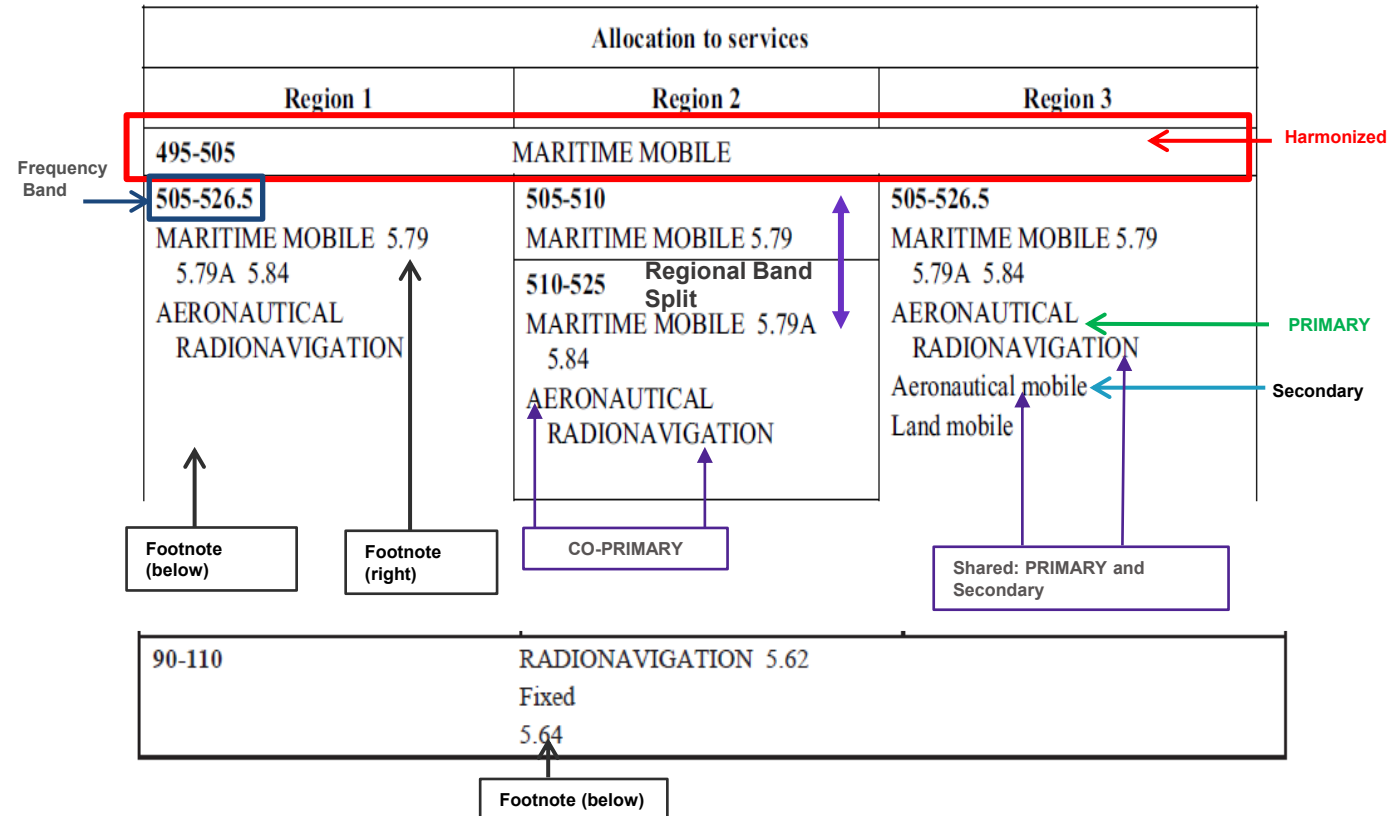 Allocation to services
Region 1 Region 2 Region 3
495-505 MARITIME MOBILE
Harmonized
Frequency
Band
505-526.5
MARITIME MOBILE 5.79
5.79A 5.84
AERONAUTICAL
RADIONAVIGATION
505-510
MARITIME MOBILE 5.79
Regional Band
Split
510-525
MARITIME MOBILE 5.79A
5.84
AERONAUTICAL
RADIONAVIGATION
505-526.5
MARITIME MOBILE 5.79
5.79A 5.84
AERONAUTICAL
RADIONAVIGATION
Aeronautical mobile
Land mobile
PRIMARY
Secondary
Footnote
(below)
Footnote
(right)
CO-PRIMARY
Shared: PRIMARY and
Secondary
90-110 RADIONAVIGATION 5.62
Fixed
5.64
Footnote (below)